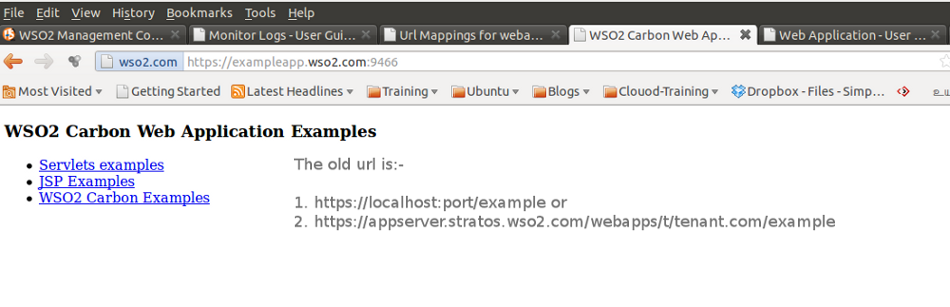 File Edit View History Bookmarks Tools Help
WSO2 Management Co... Monitor Logs - User Gui... Url Mappings for weba... WSO2 Carbon Web Ap... Web Application - User ...
wso2.com https://exampleapp.wso2.com:9466
Most Visited Getting Started Latest Headlines Training Ubuntu Blogs Clouod-Training Dropbox - Files - Simp...
WSO2 Carbon Web Application Examples
• Servlets examples
• JSP Examples
• WSO2 Carbon Examples
The old url is:-
1. https://localhost:port/example or
2. https://appserver.stratos.wso2.com/webapps/t/tenant.com/example